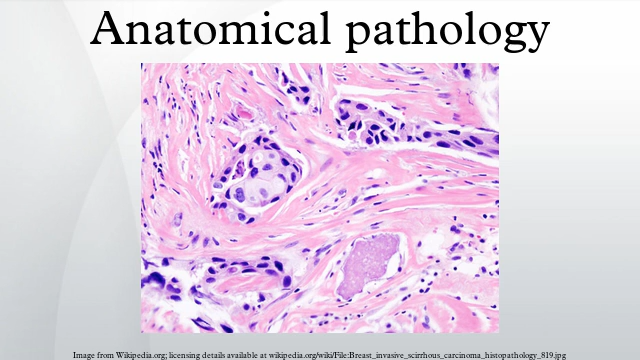 Anatomical pathology
Image from Wikipedia.org; licensing details available at wikipedia.org/wiki/File:Breast_invasive_scirrhous_carcinoma_histopathology_819.jpg